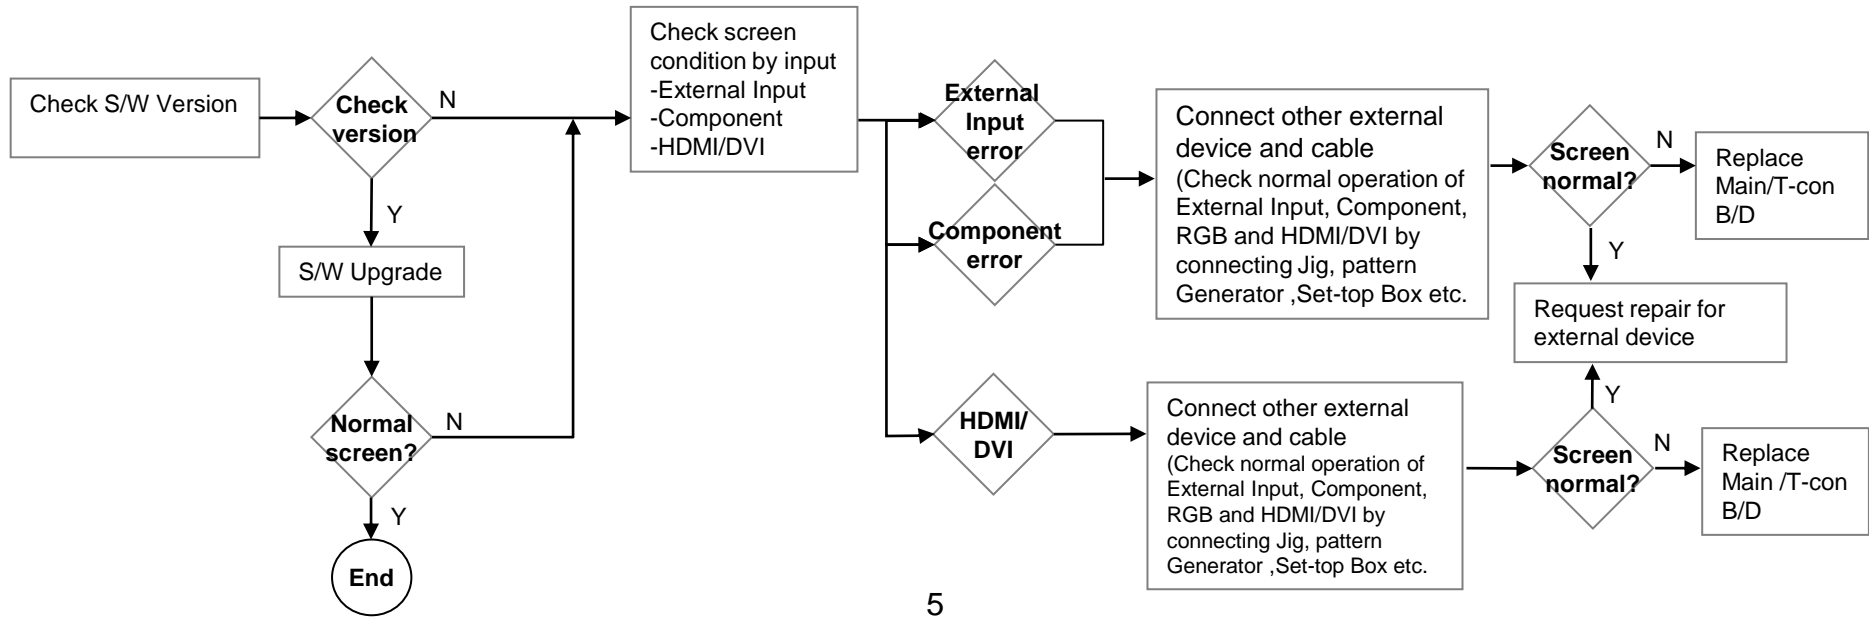 Check S/W Version
Check
version
N
Y
S/W Upgrade
Normal
screen?
N
Y
End
Check screen
condition by input
-External Input
-Component
-HDMI/DVI
External
Input
error
Component
error
HDMI/
DVI
Connect other external
device and cable
(Check normal operation of
External Input, Component,
RGB and HDMI/DVI by
connecting Jig, pattern
Generator ,Set-top Box etc.
Screen
normal?
N
Replace
Main/T-con
B/D
Y
Request repair for
external device
Connect other external
device and cable
(Check normal operation of
External Input, Component,
RGB and HDMI/DVI by
connecting Jig, pattern
Generator ,Set-top Box etc.
Y
Screen
normal?
N
Replace
Main /T-con
B/D
5